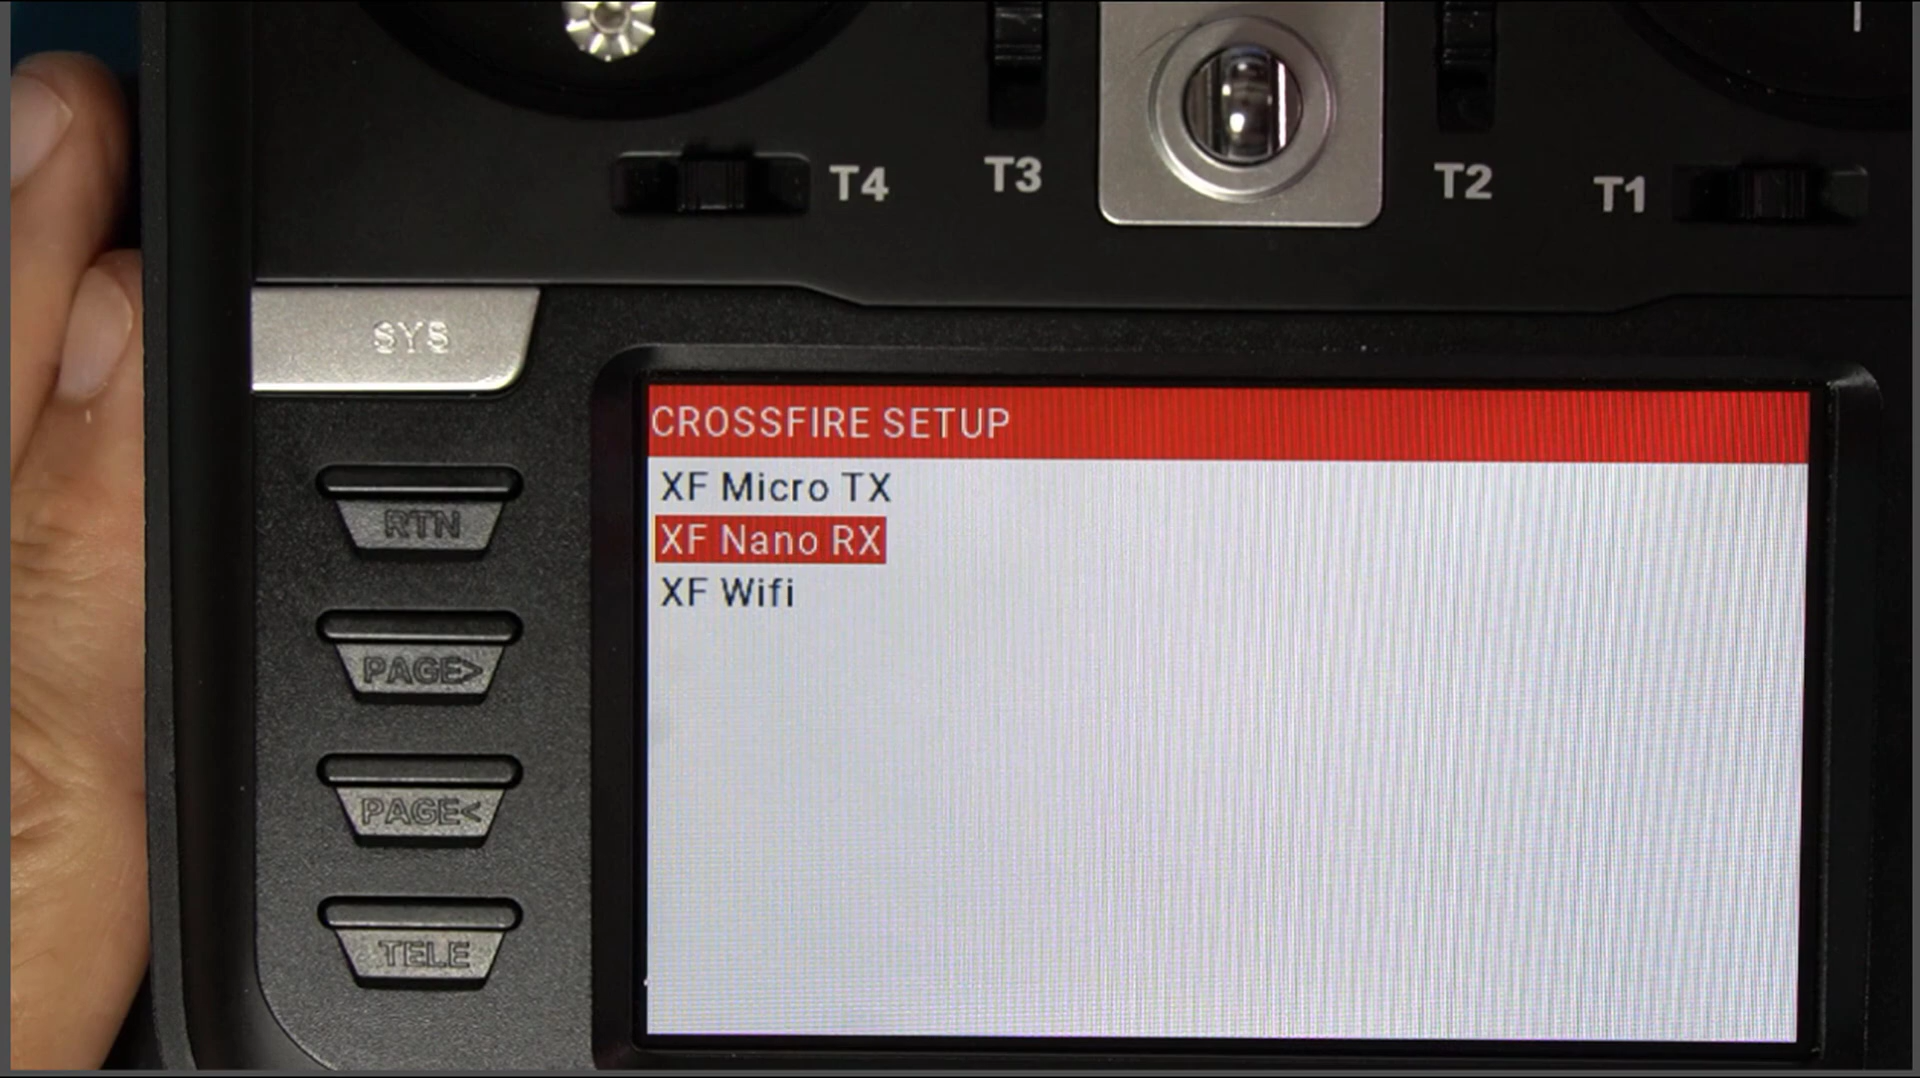 T4
T3
T2
T1
SYS
CROSSFIRE SETUP
XF Micro TX
XF Nano RX
XF Wifi
RTN
PAGE>
PAGE<
TELE